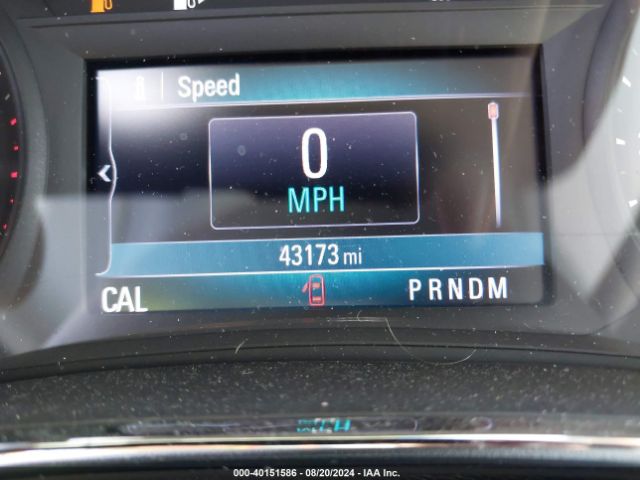 Speed
0
MPH
43173 mi
CAL
PRNDM
000-40151586 - 08/20/2024 - IAA Inc.